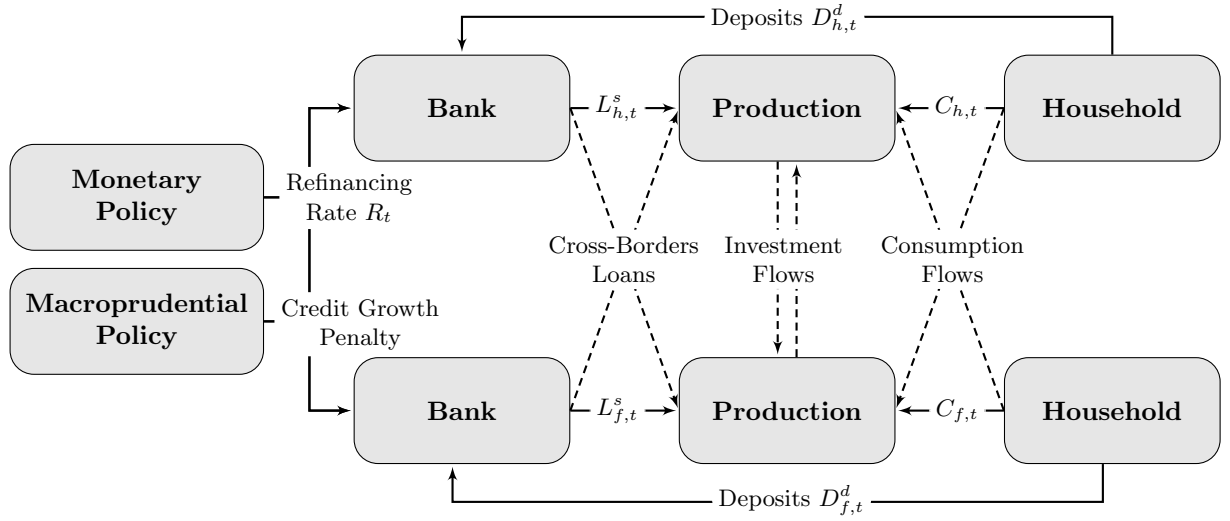 Deposits $D^d_{h,t}$
Bank
$L^s_{h,t}$
Production
$C_{h,t}$
Household
Monetary
Policy
Refinancing
Rate $R_t$
Cross-Borders
Loans
Investment
Flows
Consumption
Flows
Macroprudential
Policy
Credit Growth
Penalty
Bank
$L^s_{f,t}$
Production
$C_{f,t}$
Household
Deposits $D^d_{f,t}$